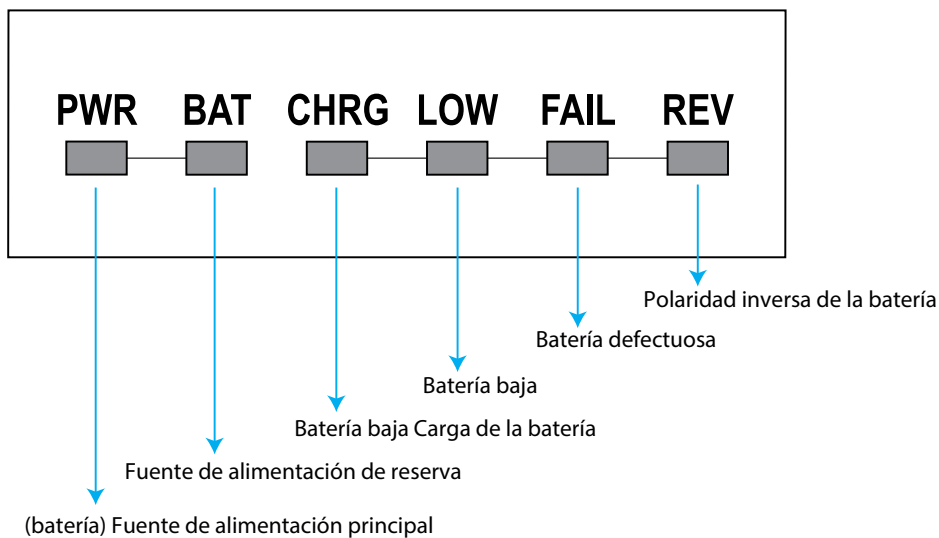 PWR BAT CHRG LOW FAIL REV
Polaridad inversa de la batería
Batería defectuosa
Batería baja
Batería baja Carga de la batería
Fuente de alimentación de reserva
(batería) Fuente de alimentación principal